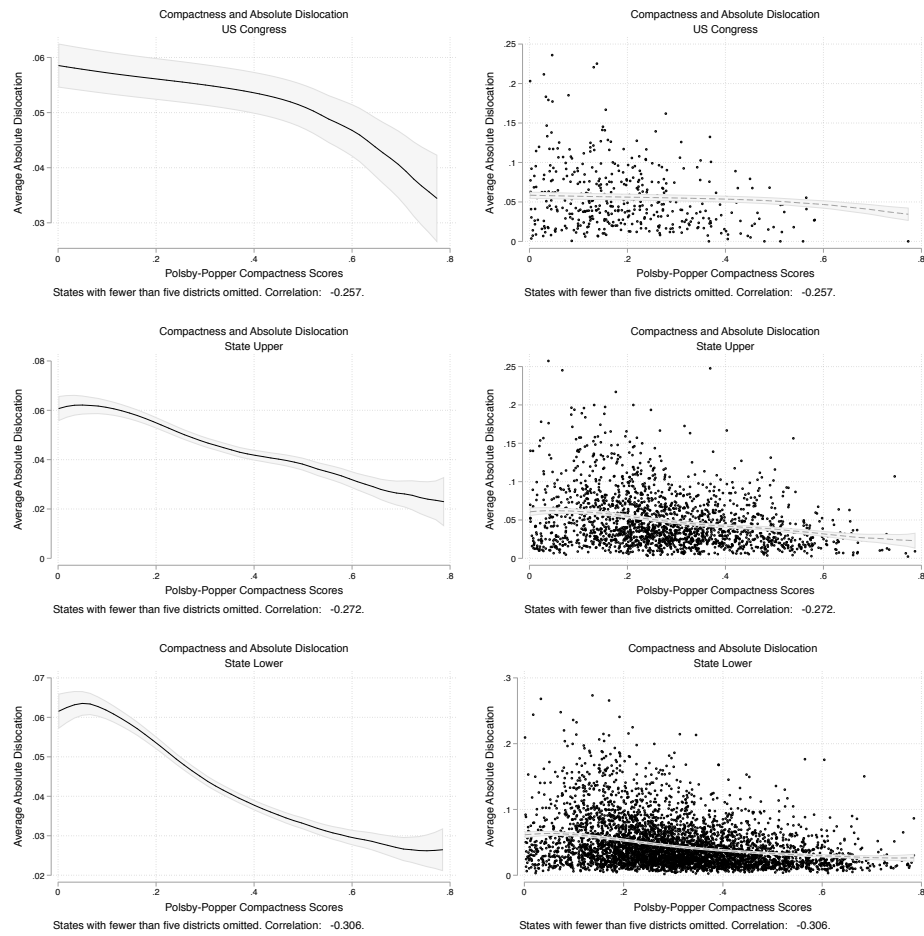 Compactness and Absolute Dislocation
US Congress
Average Absolute Dislocation
.06
.05
.04
.03
0
.2
.4
.6
.8
Polsby-Popper Compactness Scores
States with fewer than five districts omitted. Correlation: -0.257.
Compactness and Absolute Dislocation
US Congress
Average Absolute Dislocation
.25
.2
.15
.1
.05
0
0
.2
.4
.6
.8
Polsby-Popper Compactness Scores
States with fewer than five districts omitted. Correlation: -0.257.
Compactness and Absolute Dislocation
State Upper
Average Absolute Dislocation
.08
.06
.04
.02
0
0
.2
.4
.6
.8
Polsby-Popper Compactness Scores
States with fewer than five districts omitted. Correlation: -0.272.
Compactness and Absolute Dislocation
State Upper
Average Absolute Dislocation
.25
.2
.15
.1
.05
0
0
.2
.4
.6
.8
Polsby-Popper Compactness Scores
States with fewer than five districts omitted. Correlation: -0.272.
Compactness and Absolute Dislocation
State Lower
Average Absolute Dislocation
.07
.06
.05
.04
.03
.02
0
.2
.4
.6
.8
Polsby-Popper Compactness Scores
States with fewer than five districts omitted. Correlation: -0.306.
Compactness and Absolute Dislocation
State Lower
Average Absolute Dislocation
.3
.2
.1
0
0
.2
.4
.6
.8
Polsby-Popper Compactness Scores
States with fewer than five districts omitted. Correlation: -0.306.